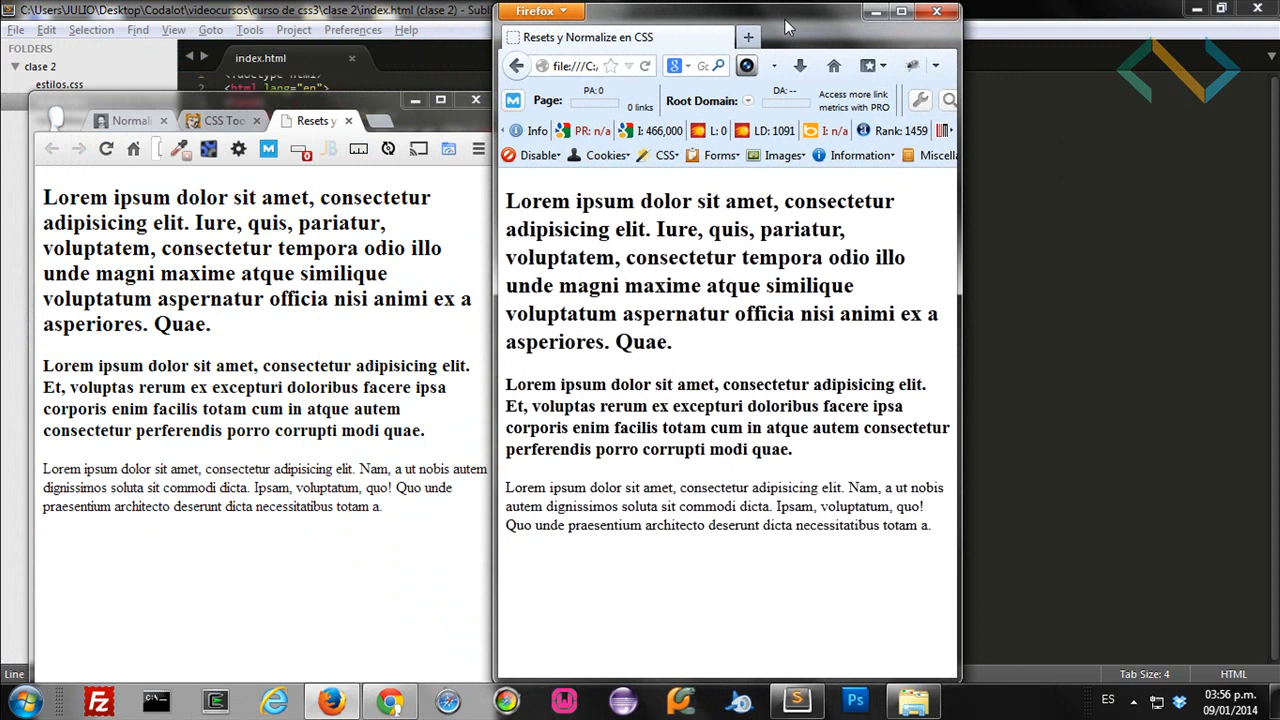 C:\Users\JULIO\Desktop\Codalot\videocursos\curso de css3\clase 2\index.html (clase 2) - Subli
File Edit Selection Find View Goto Tools Project Preferences Help
FOLDERS
clase 2
estilos.css
index.html
2 <html lang="en">
Normali
CSS Too
Resets y
0
Lorem ipsum dolor sit amet, consectetur
adipisicing elit. Iure, quis, pariatur,
voluptatem, consectetur tempora odio illo
unde magni maxime atque similique
voluptatum aspernatur officia nisi animi ex a
asperiores. Quae.
Lorem ipsum dolor sit amet, consectetur adipisicing elit.
Et, voluptas rerum ex excepturi doloribus facere ipsa
corporis enim facilis totam cum in atque autem
consectetur perferendis porro corrupti modi quae.
Lorem ipsum dolor sit amet, consectetur adipisicing elit. Nam, a ut nobis autem
dignissimos soluta sit commodi dicta. Ipsam, voluptatum, quo! Quo unde
praesentium architecto deserunt dicta necessitatibus totam a.
Firefox
Resets y Normalize en CSS
file:///C:/
Page: PA: 0 0 links Root Domain: DA: -- Access more link metrics with PRO
Info PR: n/a I: 466,000 L: 0 LD: 1091 I: n/a Rank: 1459
Disable Cookies CSS Forms Images Information Miscella
Lorem ipsum dolor sit amet, consectetur
adipisicing elit. Iure, quis, pariatur,
voluptatem, consectetur tempora odio illo
unde magni maxime atque similique
voluptatum aspernatur officia nisi animi ex a
asperiores. Quae.
Lorem ipsum dolor sit amet, consectetur adipisicing elit.
Et, voluptas rerum ex excepturi doloribus facere ipsa
corporis enim facilis totam cum in atque autem consectetur
perferendis porro corrupti modi quae.
Lorem ipsum dolor sit amet, consectetur adipisicing elit. Nam, a ut nobis
autem dignissimos soluta sit commodi dicta. Ipsam, voluptatum, quo!
Quo unde praesentium architecto deserunt dicta necessitatibus totam a.
Line
Tab Size: 4 HTML
ES
03:56 p.m.
09/01/2014